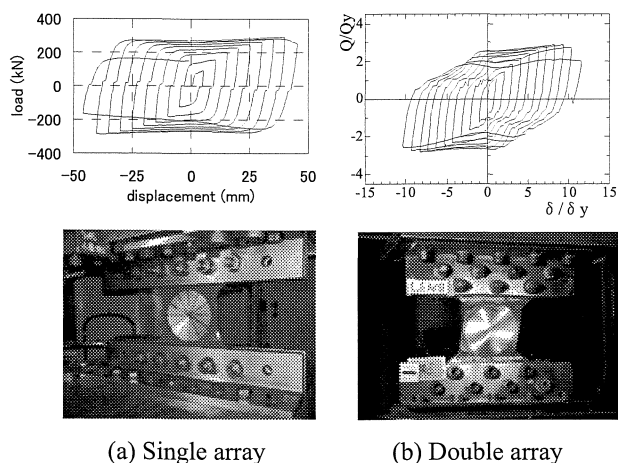 400
200
0
-200
-400
load (kN)
-50 -25 0 25 50
displacement (mm)
Q/Qy
4
2
0
-2
-4
-15 -10 -5 0 5 10 15
δ / δ y
(a) Single array
(b) Double array